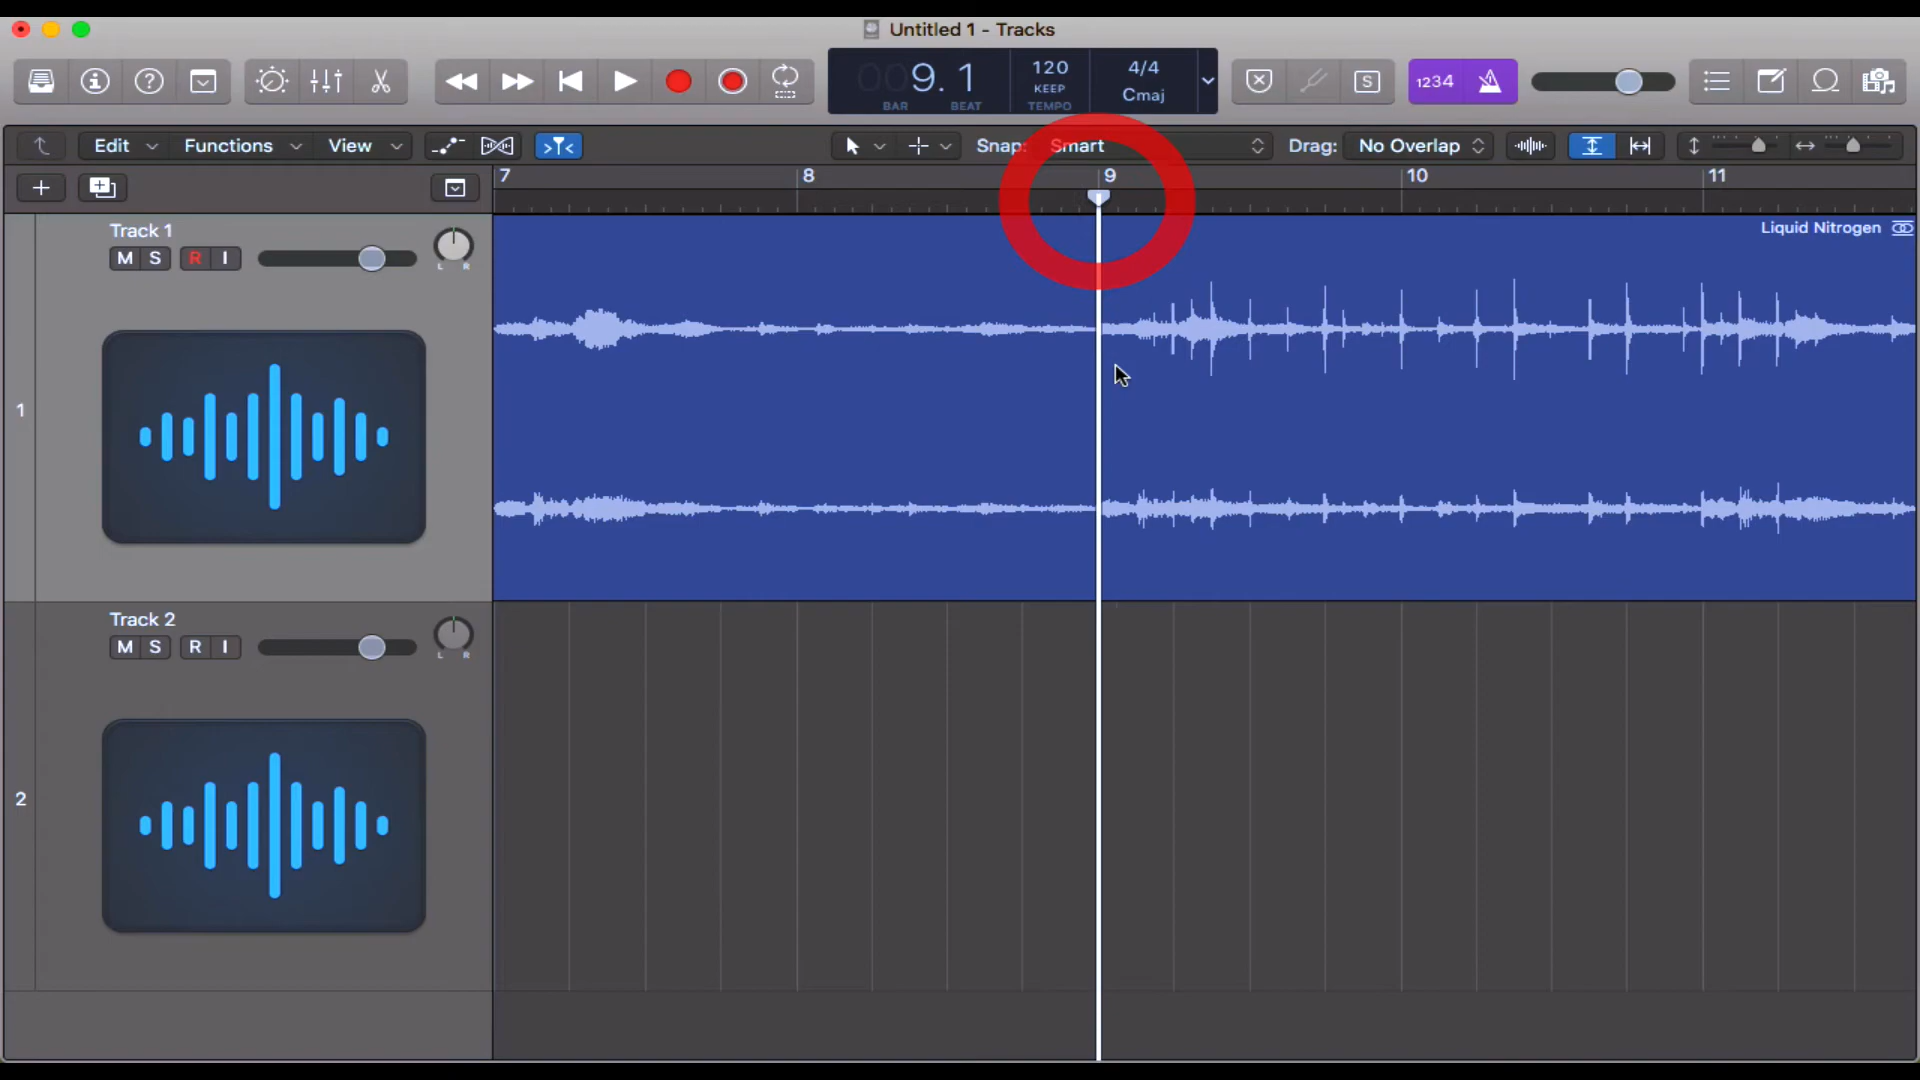 Untitled 1 - Tracks
009. 1
BAR BEAT
120
KEEP
TEMPO
4/4
Cmaj
S
1234
Edit Functions View Snap: Smart Drag: No Overlap
7 8 9 10 11
Track 1
M S R I
L R
1
Liquid Nitrogen
Track 2
M S R I
L R
2